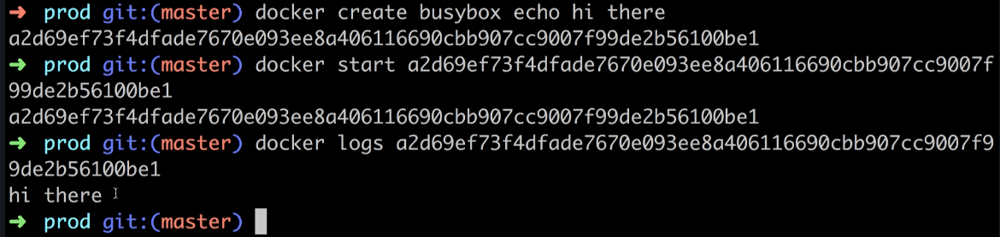 ➜ prod git:(master) docker create busybox echo hi there
a2d69ef73f4dfade7670e093ee8a406116690cbb907cc9007f99de2b56100be1
➜ prod git:(master) docker start a2d69ef73f4dfade7670e093ee8a406116690cbb907cc9007f
99de2b56100be1
a2d69ef73f4dfade7670e093ee8a406116690cbb907cc9007f99de2b56100be1
➜ prod git:(master) docker logs a2d69ef73f4dfade7670e093ee8a406116690cbb907cc9007f9
9de2b56100be1
hi there
➜ prod git:(master)